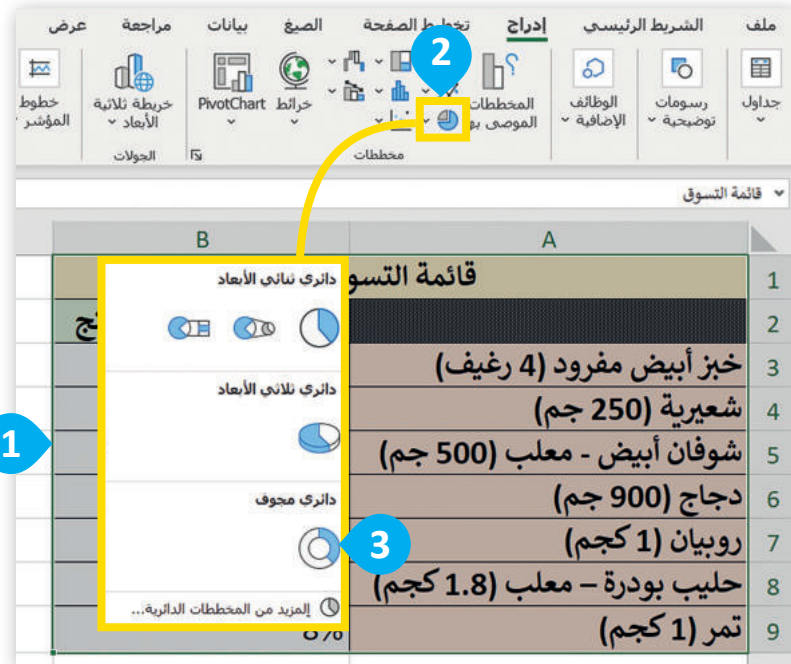 ملف الشريط الرئيسي إدراج تخطيط الصفحة الصيغ بيانات مراجعة عرض
2
جداول
رسومات توضيحية
الوظائف الإضافية
المخططات الموصى
خرائط
PivotChart
خريطة ثلاثية الأبعاد
خطوط المؤشر
مخططات
الجولات
قائمة التسوق
A B
1 قائمة التسو
2
3 خبز أبيض مفرود (4 رغيف)
4 شعيرية (250 جم)
5 شوفان أبيض - معلب (500 جم)
6 دجاج (900 جم)
7 روبيان (1 كجم)
8 حليب بودرة – معلب (1.8 كجم)
9 تمر (1 كجم)
دائري ثنائي الأبعاد
دائري ثلاثي الأبعاد
دائري مجوف
المزيد من المخططات الدائرية...
1
3